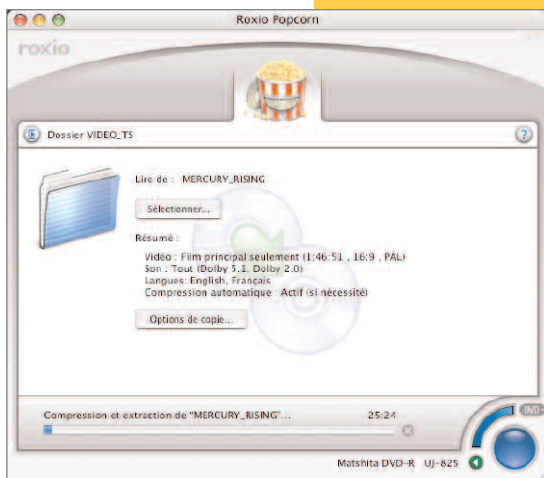 Roxio Popcorn
roxio
Dossier VIDEO_TS
?
Lire de : MERCURY_RISING
Sélectionner...
Résumé :
Vidéo : Film principal seulement (1:46:51 , 16:9 , PAL)
Son : Tout (Dolby 5.1, Dolby 2.0)
Langues: English, Français
Compression automatique : Actif (si nécessité)
Options de copie...
Compression et extraction de "MERCURY_RISING"...
25:24
DVD
Matshita DVD-R UJ-825